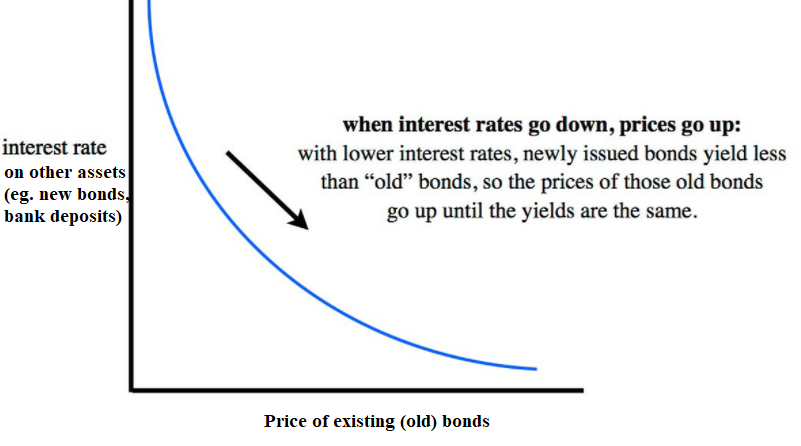 when interest rates go down, prices go up:
with lower interest rates, newly issued bonds yield less
than “old” bonds, so the prices of those old bonds
go up until the yields are the same.
interest rate
on other assets
(eg. new bonds,
bank deposits)
Price of existing (old) bonds